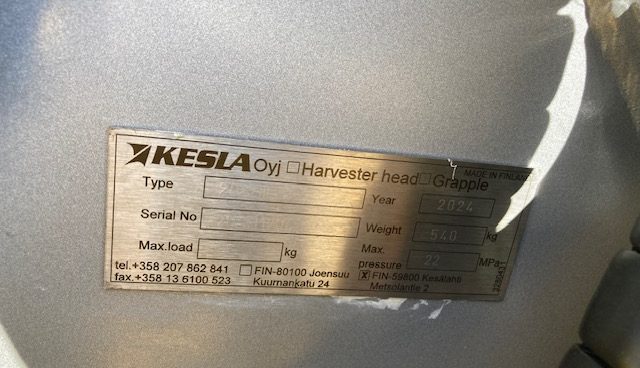 KESLA Oyj □ Harvester head □ Grapple MADE IN FINLAND
Type Year 2024
Serial No Weight 540 kg
Max.load kg Max. pressure 22 MPa
tel.+358 207 862 841 □ FIN-80100 Joensuu ☒ FIN-59800 Kesälahti
fax.+358 13 6100 523 Kuurnankatu 24 Metsolantie 2